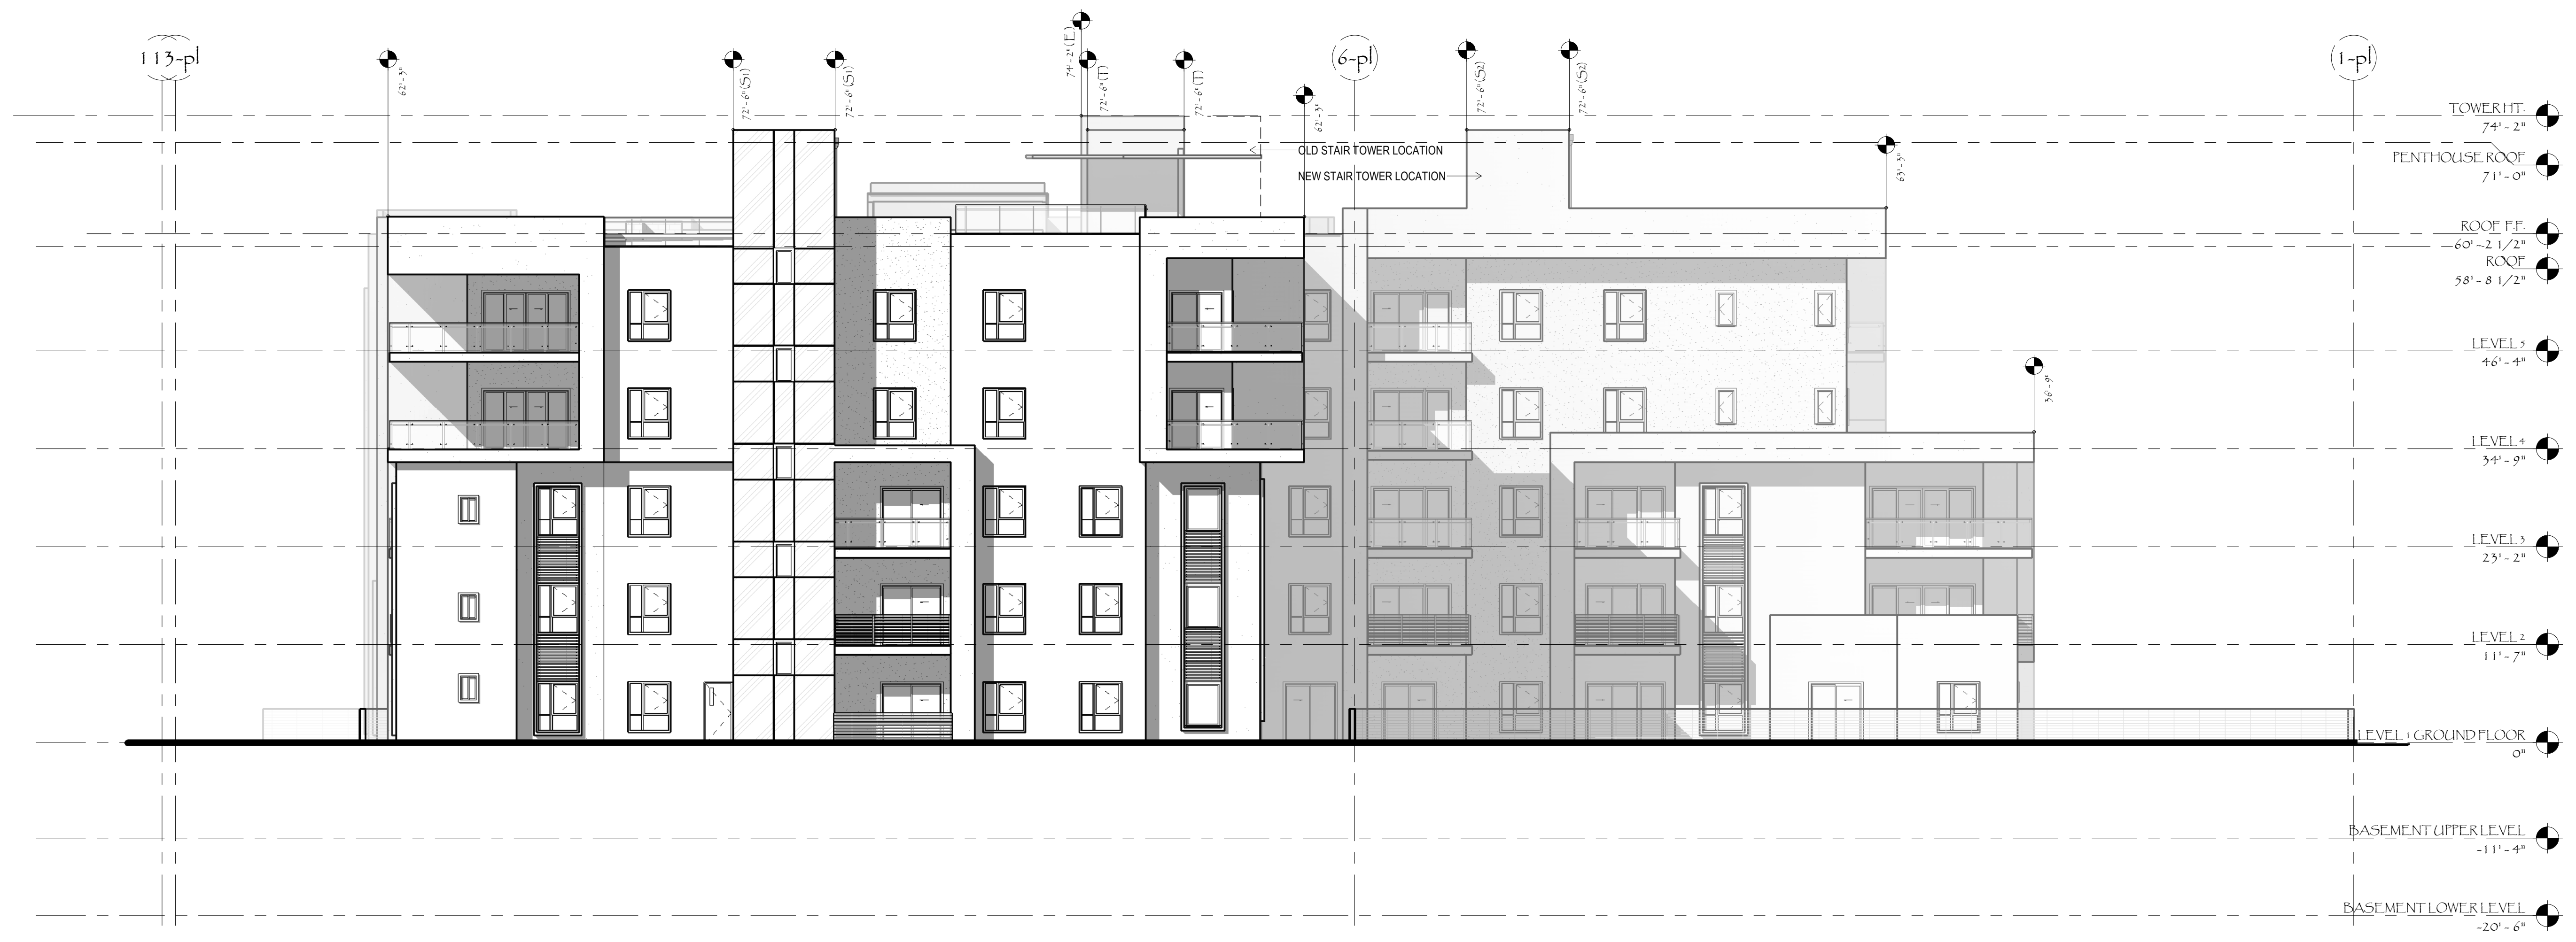 113-pl
62'-3"
72'-6" (S1)
72'-6" (S1)
74'-2" (E)
72'-6" (T)
72'-6" (T)
62'-3"
6-pl
72'-6" (S2)
72'-6" (S2)
63'-3"
36'-9"
1-pl
OLD STAIR TOWER LOCATION
NEW STAIR TOWER LOCATION
TOWER HT.
74'-2"
PENTHOUSE ROOF
71'-0"
ROOF F.F.
60'-2 1/2"
ROOF
58'-8 1/2"
LEVEL 5
46'-4"
LEVEL 4
34'-9"
LEVEL 3
23'-2"
LEVEL 2
11'-7"
LEVEL 1 GROUND FLOOR
0"
BASEMENT UPPER LEVEL
-11'-4"
BASEMENT LOWER LEVEL
-20'-6"